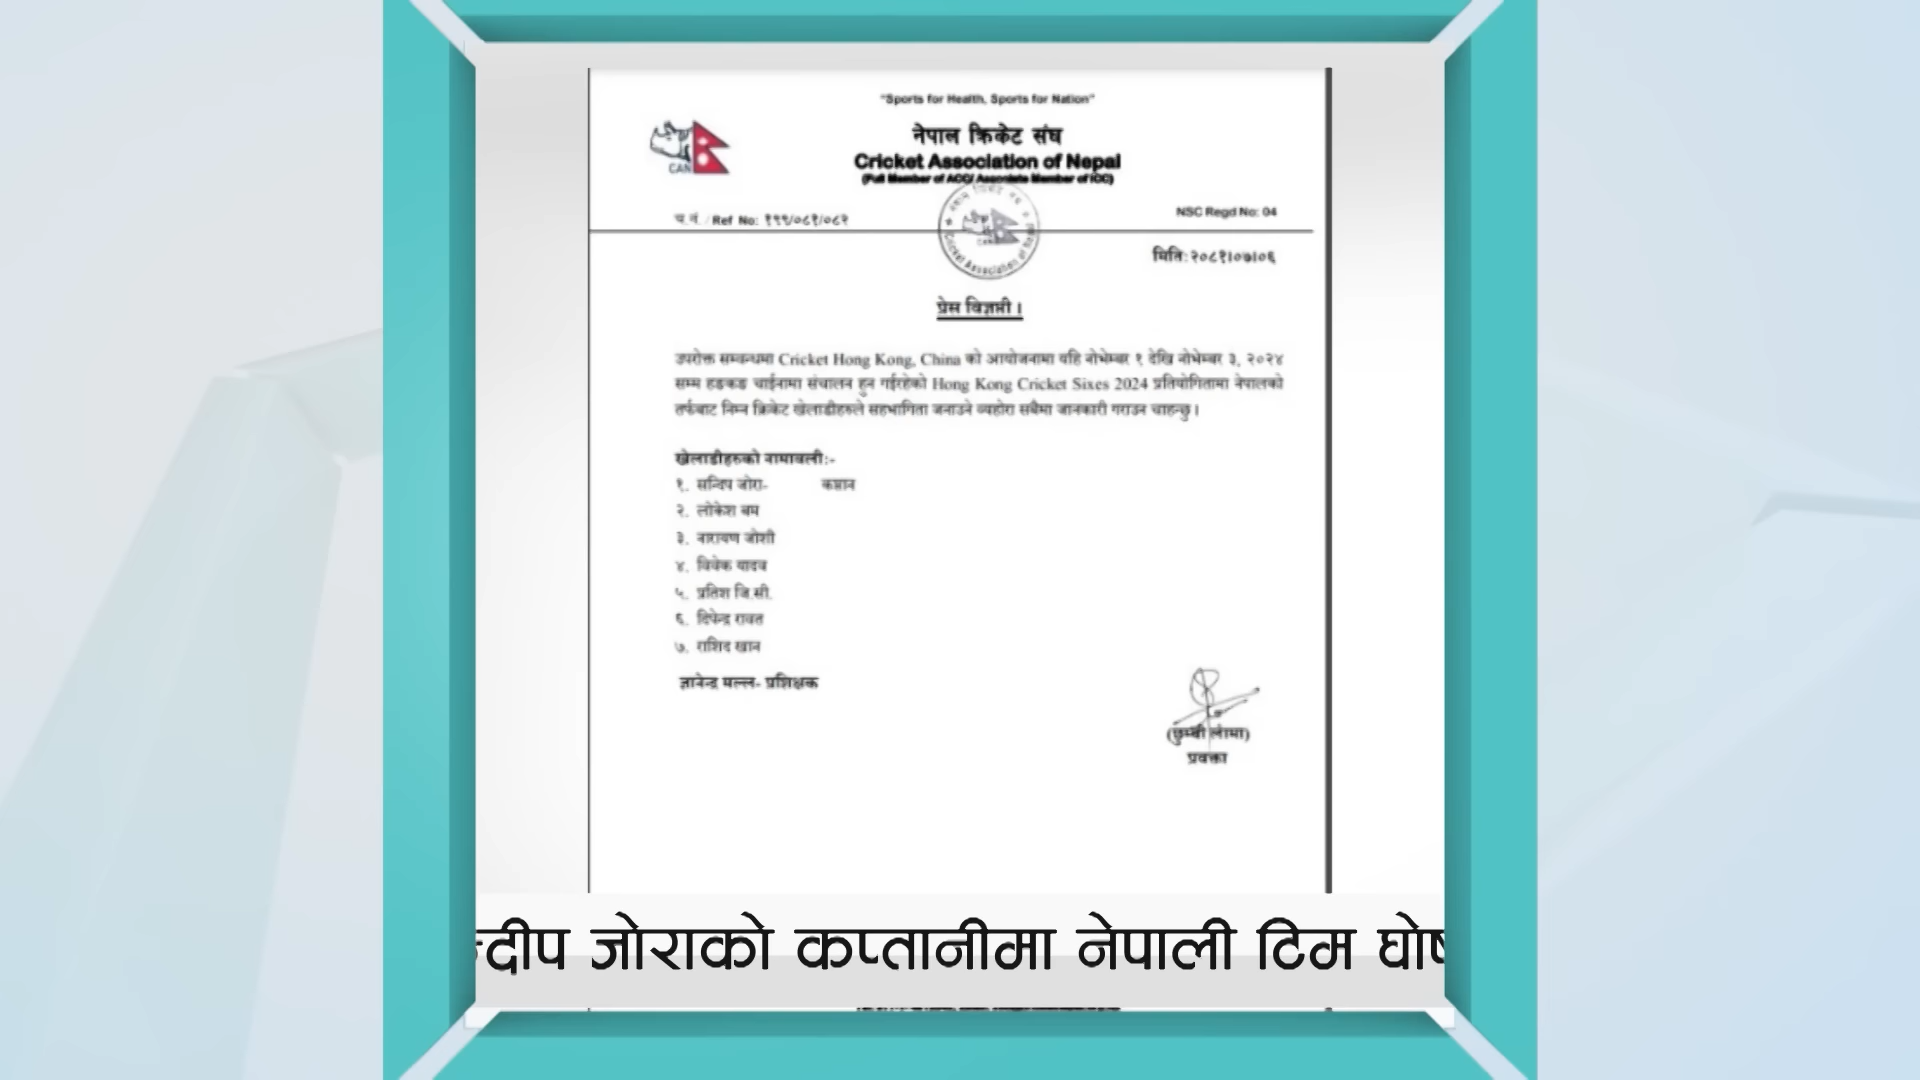 "Sports for Health, Sports for Nation"
नेपाल क्रिकेट संघ
Cricket Association of Nepal
(Full Member of ACC/ Associate Member of ICC)
CAN
च.नं. / Ref No: १९९/०८१/०८२
NSC Regd No: 04
मिति:२०८१।०७।०६
प्रेस विज्ञप्ती ।
उपरोक्त सम्बन्धमा Cricket Hong Kong, China को आयोजनामा यहि नोभेम्बर १ देखि नोभेम्बर ३, २०२४
सम्म हङकङ चाईनामा संचालन हुन गईरहेको Hong Kong Cricket Sixes 2024 प्रतियोगितामा नेपालको
तर्फबाट निम्न क्रिकेट खेलाडीहरुले सहभागिता जनाउने व्यहोरा सबैमा जानकारी गराउन चाहन्छु ।
खेलाडीहरुको नामावली:-
१. सन्दिप जोरा- कप्तान
२. लोकेश बम
३. नारायण जोशी
४. विवेक यादव
५. प्रतिश जि.सी.
६. दिपेन्द्र रावत
७. राशिद खान
ज्ञानेन्द्र मल्ल- प्रशिक्षक
(छुम्बी लामा)
प्रवक्ता
न्दीप जोराको कप्तानीमा नेपाली टिम घोष